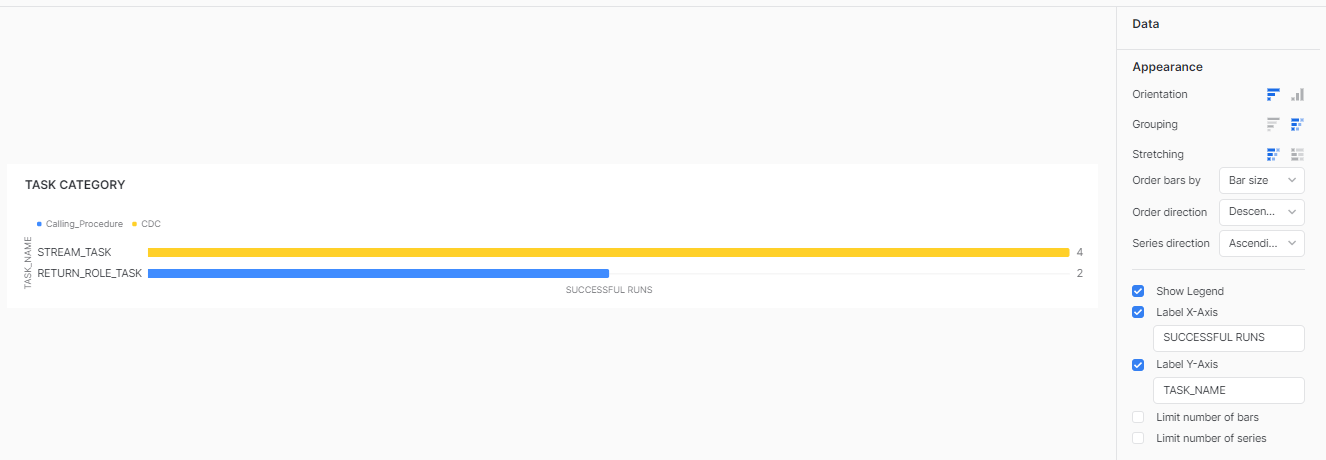 Data
Appearance
Orientation
Grouping
Stretching
Order bars by Bar size
Order direction Descen...
Series direction Ascendi...
Show Legend
Label X-Axis
SUCCESSFUL RUNS
Label Y-Axis
TASK_NAME
Limit number of bars
Limit number of series
TASK CATEGORY
Calling_Procedure CDC
TASK_NAME
STREAM_TASK 4
RETURN_ROLE_TASK 2
SUCCESSFUL RUNS